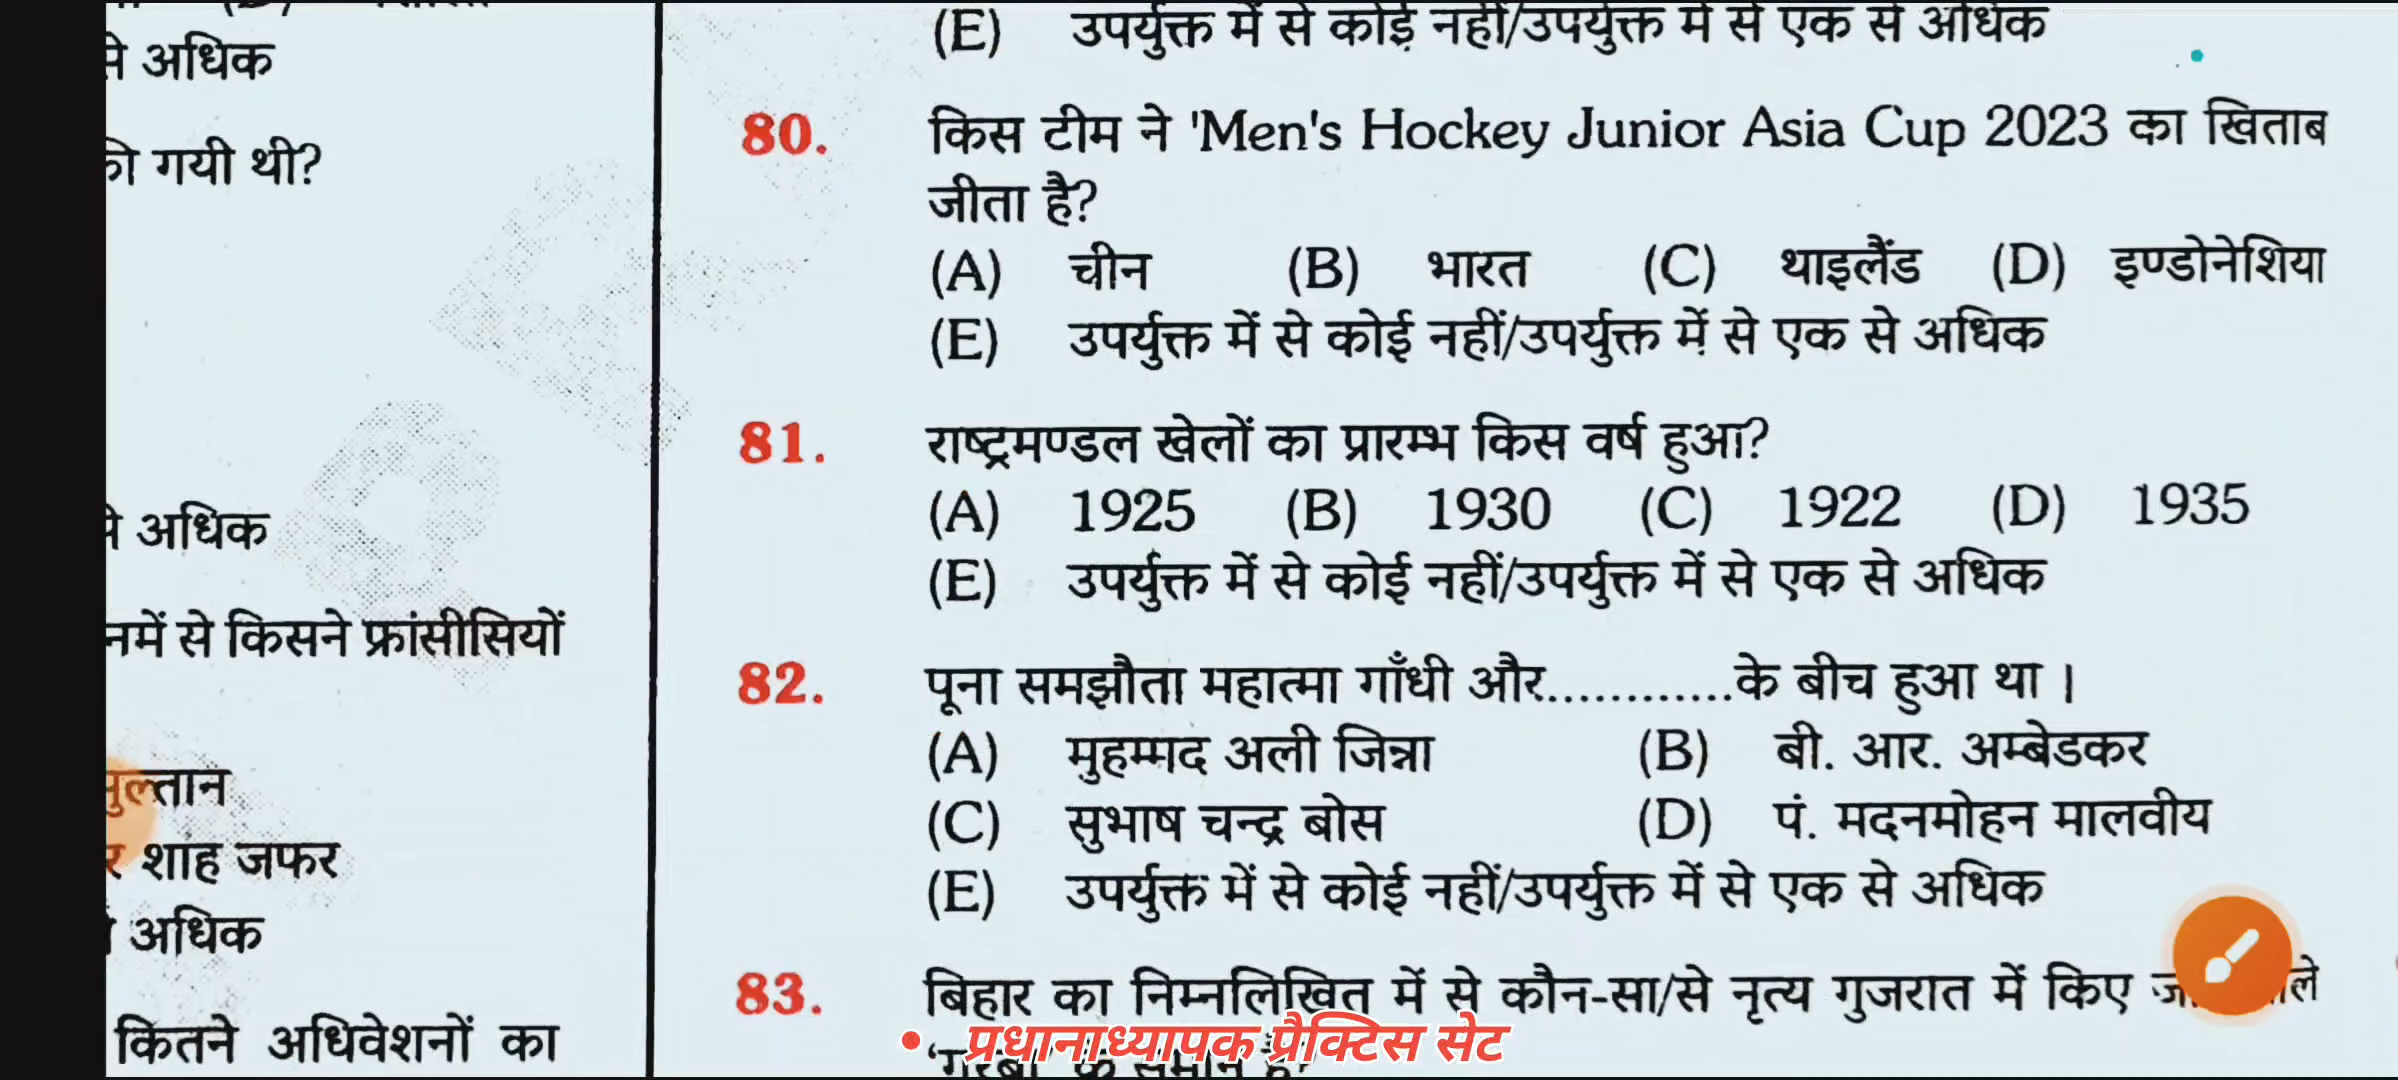 से अधिक
की गयी थी?
से अधिक
नमें से किसने फ्रांसीसियों
सुल्तान
र शाह जफर
अधिक
कितने अधिवेशनों का
(E) उपर्युक्त में से कोई नहीं/उपर्युक्त में से एक से अधिक
80. किस टीम ने 'Men's Hockey Junior Asia Cup 2023 का खिताब
जीता है?
(A) चीन (B) भारत (C) थाइलैंड (D) इण्डोनेशिया
(E) उपर्युक्त में से कोई नहीं/उपर्युक्त में से एक से अधिक
81. राष्ट्रमण्डल खेलों का प्रारम्भ किस वर्ष हुआ?
(A) 1925 (B) 1930 (C) 1922 (D) 1935
(E) उपर्युक्त में से कोई नहीं/उपर्युक्त में से एक से अधिक
82. पूना समझौता महात्मा गाँधी और............के बीच हुआ था।
(A) मुहम्मद अली जिन्ना (B) बी. आर. अम्बेडकर
(C) सुभाष चन्द्र बोस (D) पं. मदनमोहन मालवीय
(E) उपर्युक्त में से कोई नहीं/उपर्युक्त में से एक से अधिक
83. बिहार का निम्नलिखित में से कौन-सा/से नृत्य गुजरात में किए
• प्रधानाध्यापक प्रैक्टिस सेट